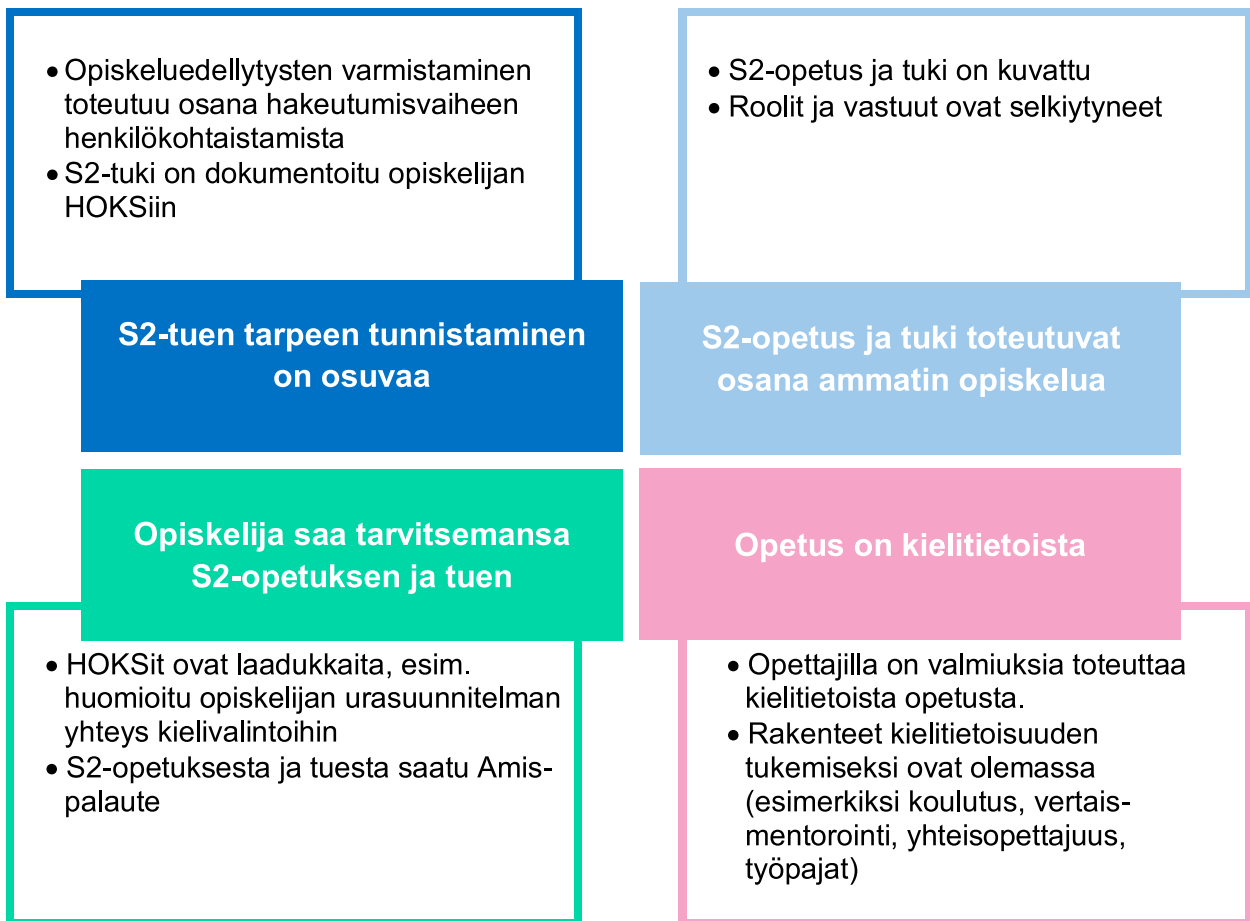 • Opiskeluedellytysten varmistaminen
toteutuu osana hakeutumisvaiheen
henkilökohtaistamista
• S2-tuki on dokumentoitu opiskelijan
HOKSiin
• S2-opetus ja tuki on kuvattu
• Roolit ja vastuut ovat selkiytyneet
S2-tuen tarpeen tunnistaminen
on osuvaa
S2-opetus ja tuki toteutuvat
osana ammatin opiskelua
Opiskelija saa tarvitsemansa
S2-opetuksen ja tuen
Opetus on kielitietoista
• HOKSit ovat laadukkaita, esim.
huomioitu opiskelijan urasuunnitelman
yhteys kielivalintoihin
• S2-opetuksesta ja tuesta saatu Amis-
palaute
• Opettajilla on valmiuksia toteuttaa
kielitietoista opetusta.
• Rakenteet kielitietoisuuden
tukemiseksi ovat olemassa
(esimerkiksi koulutus, vertais-
mentorointi, yhteisopettajuus,
työpajat)